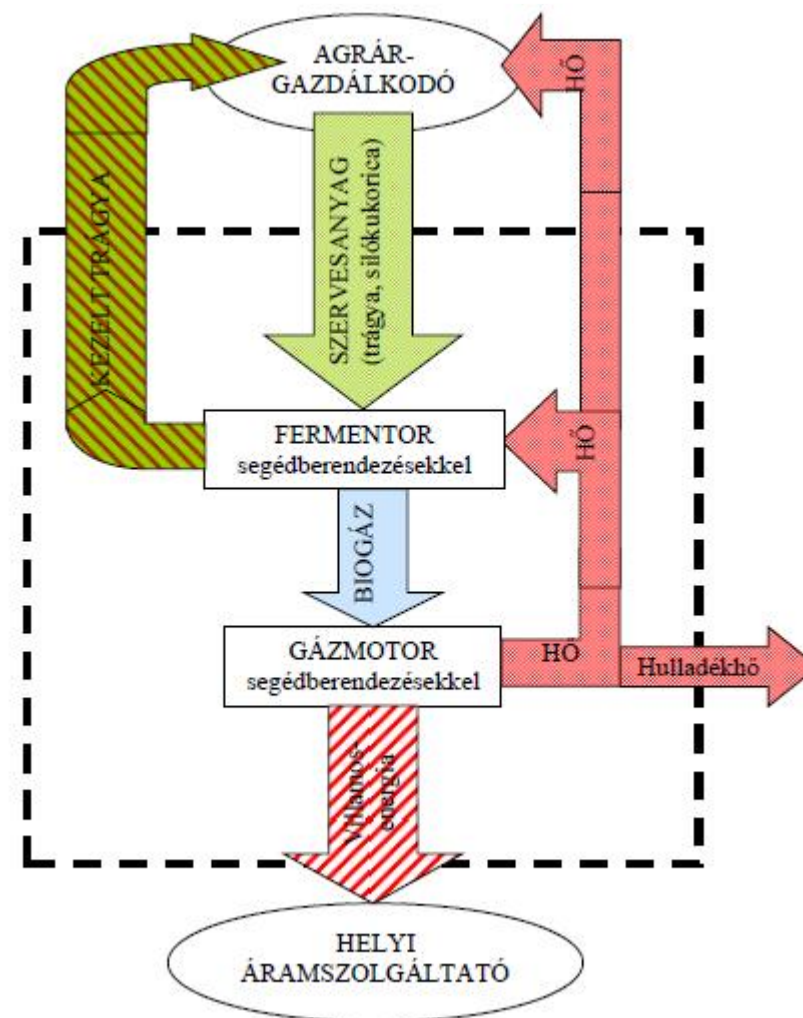 AGRÁR-
GAZDÁLKODÓ
HŐ
SZERVESANYAG
(trágya, silókukorica)
KEZELT TRÁGYA
FERMENTOR
segédberendezésekkel
HŐ
BIOGÁZ
GÁZMOTOR
segédberendezésekkel
HŐ
Hulladékhő
Villamos-
energia
HELYI
ÁRAMSZOLGÁLTATÓ